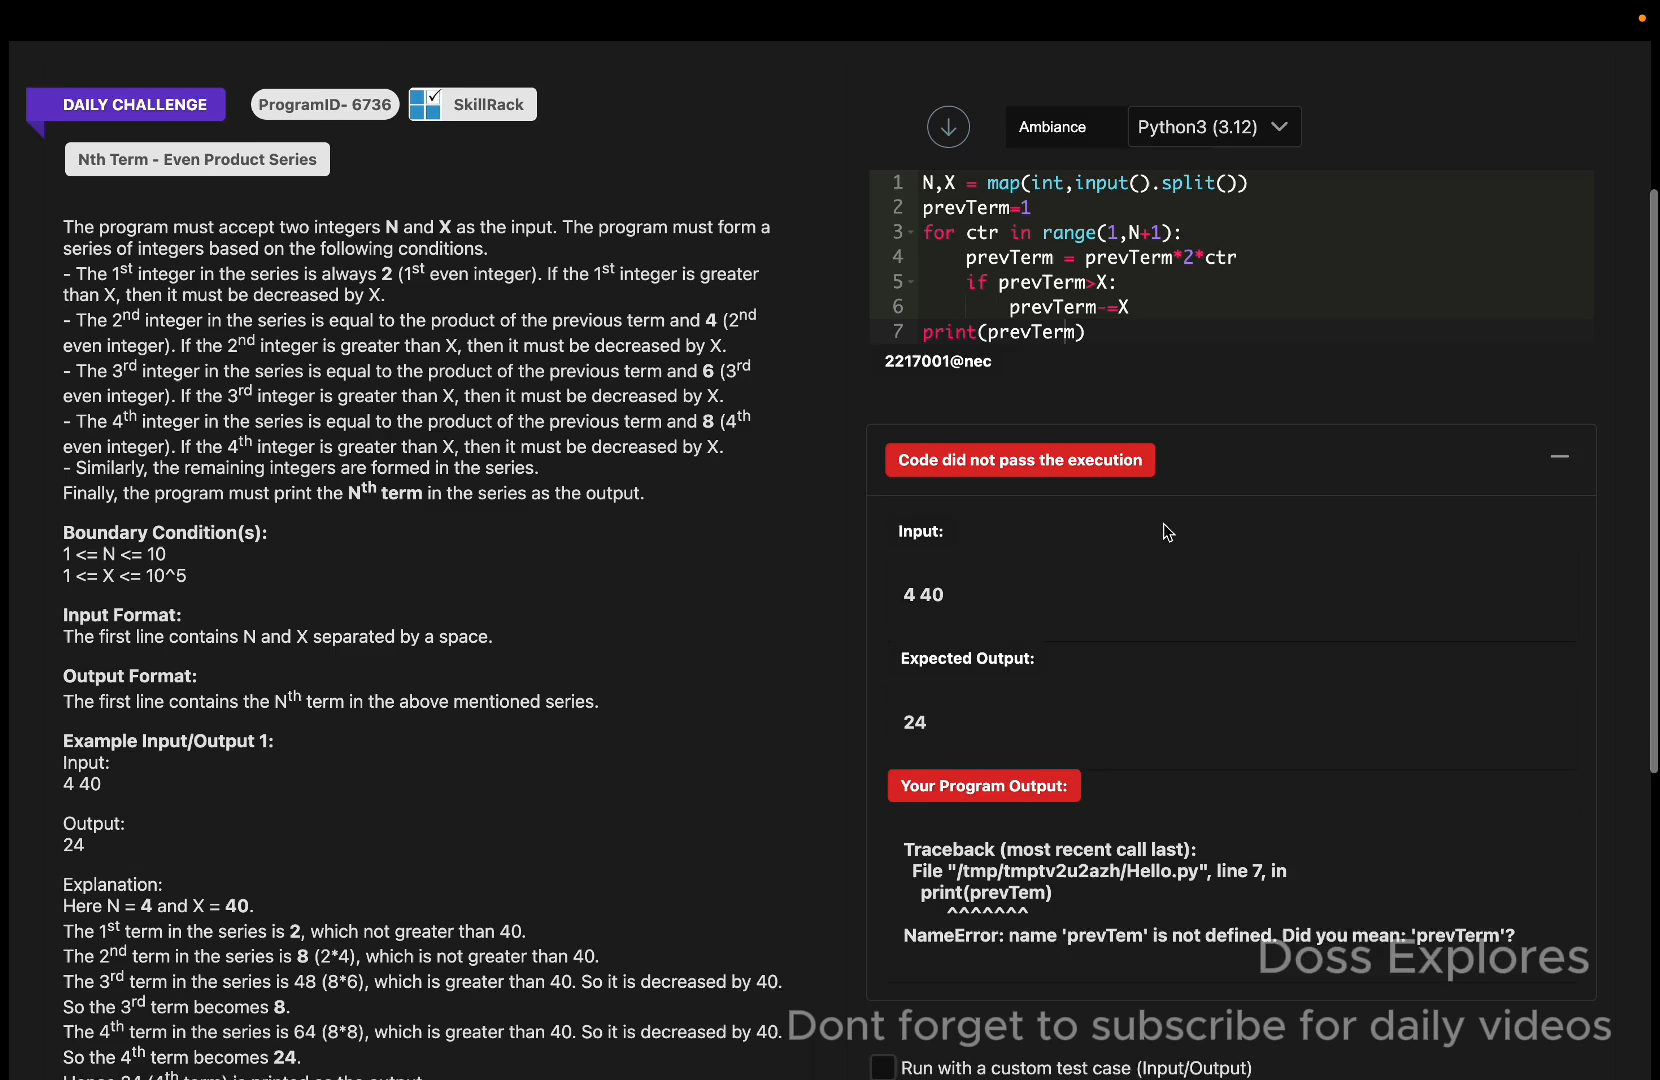 DAILY CHALLENGE
ProgramID- 6736
SkillRack
Nth Term - Even Product Series
The program must accept two integers N and X as the input. The program must form a
series of integers based on the following conditions.
- The 1st integer in the series is always 2 (1st even integer). If the 1st integer is greater
than X, then it must be decreased by X.
- The 2nd integer in the series is equal to the product of the previous term and 4 (2nd
even integer). If the 2nd integer is greater than X, then it must be decreased by X.
- The 3rd integer in the series is equal to the product of the previous term and 6 (3rd
even integer). If the 3rd integer is greater than X, then it must be decreased by X.
- The 4th integer in the series is equal to the product of the previous term and 8 (4th
even integer). If the 4th integer is greater than X, then it must be decreased by X.
- Similarly, the remaining integers are formed in the series.
Finally, the program must print the Nth term in the series as the output.
Boundary Condition(s):
1 <= N <= 10
1 <= X <= 10^5
Input Format:
The first line contains N and X separated by a space.
Output Format:
The first line contains the Nth term in the above mentioned series.
Example Input/Output 1:
Input:
4 40
Output:
24
Explanation:
Here N = 4 and X = 40.
The 1st term in the series is 2, which not greater than 40.
The 2nd term in the series is 8 (2*4), which is not greater than 40.
The 3rd term in the series is 48 (8*6), which is greater than 40. So it is decreased by 40.
So the 3rd term becomes 8.
The 4th term in the series is 64 (8*8), which is greater than 40. So it is decreased by 40.
So the 4th term becomes 24.
Ambiance
Python3 (3.12)
1 N,X = map(int,input().split())
2 prevTerm=1
3 for ctr in range(1,N+1):
4 prevTerm = prevTerm*2*ctr
5 if prevTerm>X:
6 prevTerm-=X
7 print(prevTerm)
2217001@nec
Code did not pass the execution
Input:
4 40
Expected Output:
24
Your Program Output:
Traceback (most recent call last):
File "/tmp/tmptv2u2azh/Hello.py", line 7, in
print(prevTem)
^^^^^^^
NameError: name 'prevTem' is not defined. Did you mean: 'prevTerm'?
Doss Explores
Dont forget to subscribe for daily videos
Run with a custom test case (Input/Output)